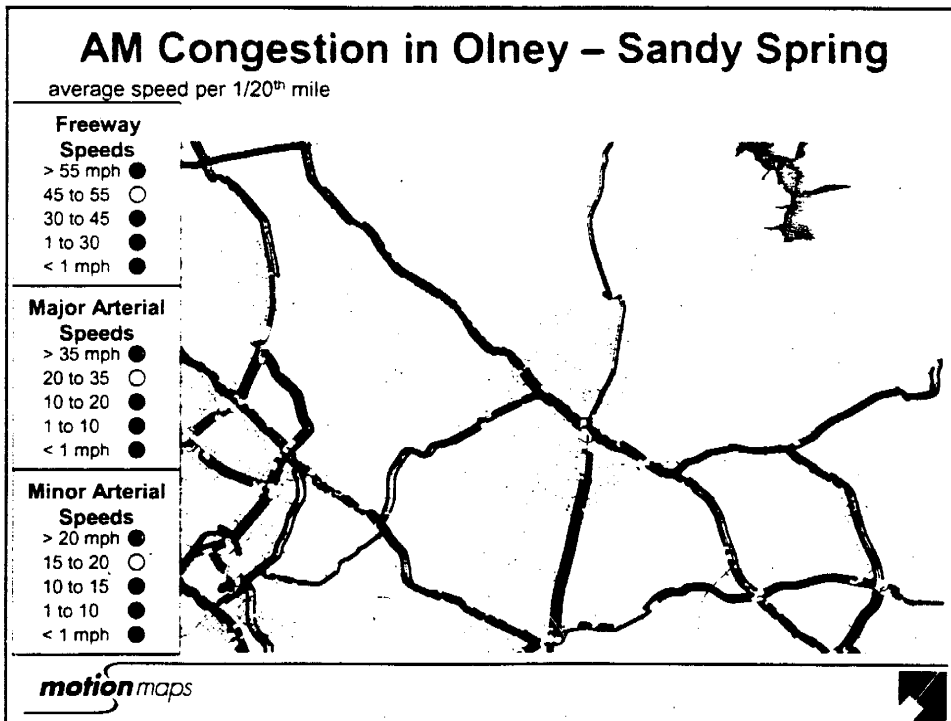 AM Congestion in Olney – Sandy Spring
average speed per 1/20th mile
Freeway
Speeds
> 55 mph
45 to 55
30 to 45
1 to 30
< 1 mph
Major Arterial
Speeds
> 35 mph
20 to 35
10 to 20
1 to 10
< 1 mph
Minor Arterial
Speeds
> 20 mph
15 to 20
10 to 15
1 to 10
< 1 mph
motion maps